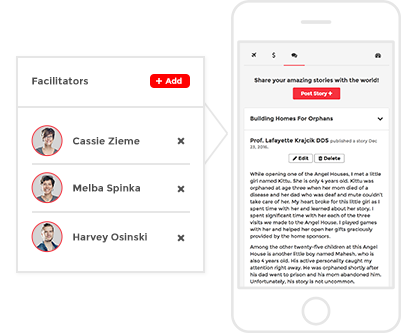 Facilitators
+ Add
Cassie Zieme
Melba Spinka
Harvey Osinski
$
Share your amazing stories with the world!
Post Story +
Building Homes For Orphans
Prof. Lafayette Krajcik DDS published a story Dec
23, 2016.
Edit
Delete
While opening one of the Angel Houses, I met a little
girl named Kittu. She is only 4 years old. Kittu was
orphaned at age three when her mom died of a
disease and her dad who was deaf and mute couldn't
take care of her. My heart broke for this little girl as I
spent time with her and learned about her story. I
spent significant time with her each of the three
visits we made to the Angel House. I played games
with her and helped her open her gifts graciously
provided by the home sponsors.
Among the other twenty-five children at this Angel
House is another little boy named Mahesh, who is
also 4 years old. His active personality caught my
attention right away. He was orphaned shortly after
his dad went to prison and his mom abandoned him.
Unfortunately, his story is not uncommon.